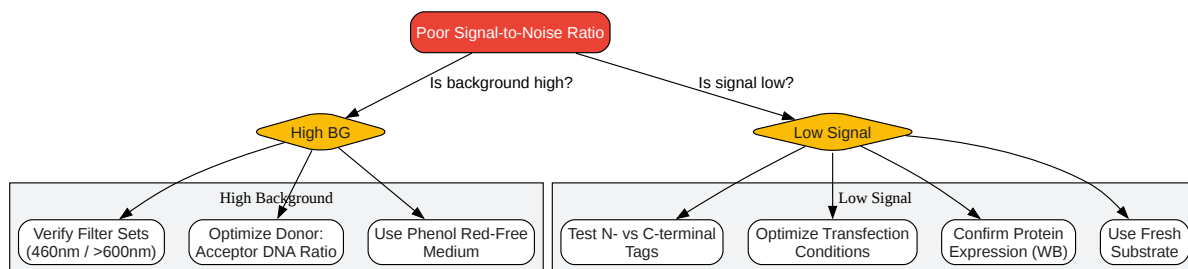 Poor Signal-to-Noise Ratio
Is background high?
Is signal low?
High BG
Low Signal
High Background
Low Signal
Verify Filter Sets
(460nm / >600nm)
Optimize Donor:
Acceptor DNA Ratio
Use Phenol Red-Free
Medium
Test N- vs C-terminal
Tags
Optimize Transfection
Conditions
Confirm Protein
Expression (WB)
Use Fresh
Substrate